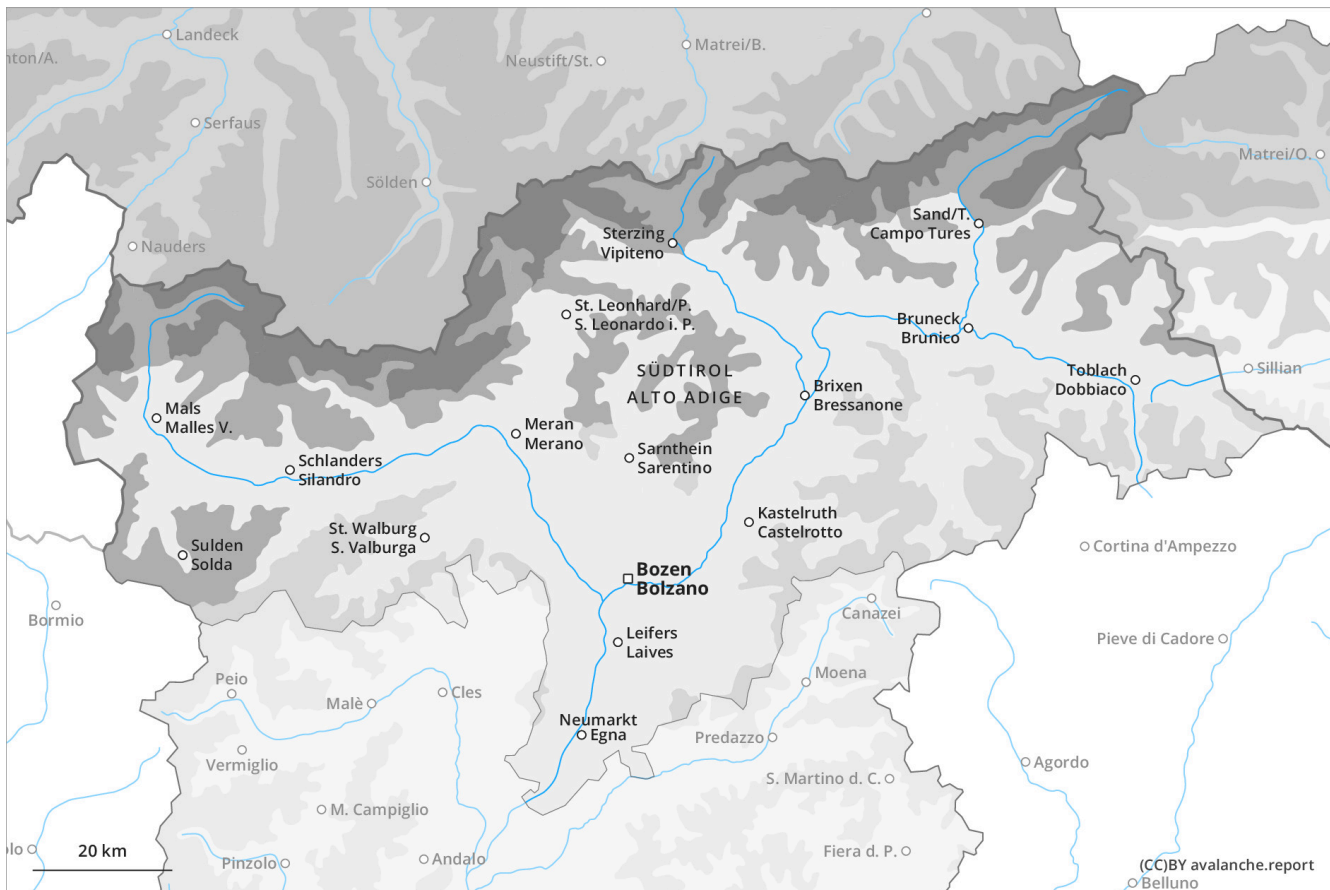 Landeck
Matrei/B.
nton/A.
Neustift/St.
Serfaus
Matrei/O.
Sölden
Sand/T.
Campo Tures
Sterzing
Vipiteno
Nauders
St. Leonhard/P.
S. Leonardo i. P.
Bruneck
Brunico
Sillian
SÜDTIROL
ALTO ADIGE
Toblach
Dobbiaco
Brixen
Bressanone
Mals
Malles V.
Meran
Merano
Sarnthein
Sarentino
Schlanders
Silandro
Kastelruth
Castelrotto
St. Walburg
S. Valburga
Sulden
Solda
Cortina d'Ampezzo
Bozen
Bolzano
Bormio
Canazei
Leifers
Laives
Pieve di Cadore
Peio
Malè
Cles
Moena
Neumarkt
Egna
Predazzo
Vermiglio
Agordo
S. Martino d. C.
M. Campiglio
olo
20 km
Pinzolo
Andalo
Fiera d. P.
(CC)BY avalanche.report
Belluno